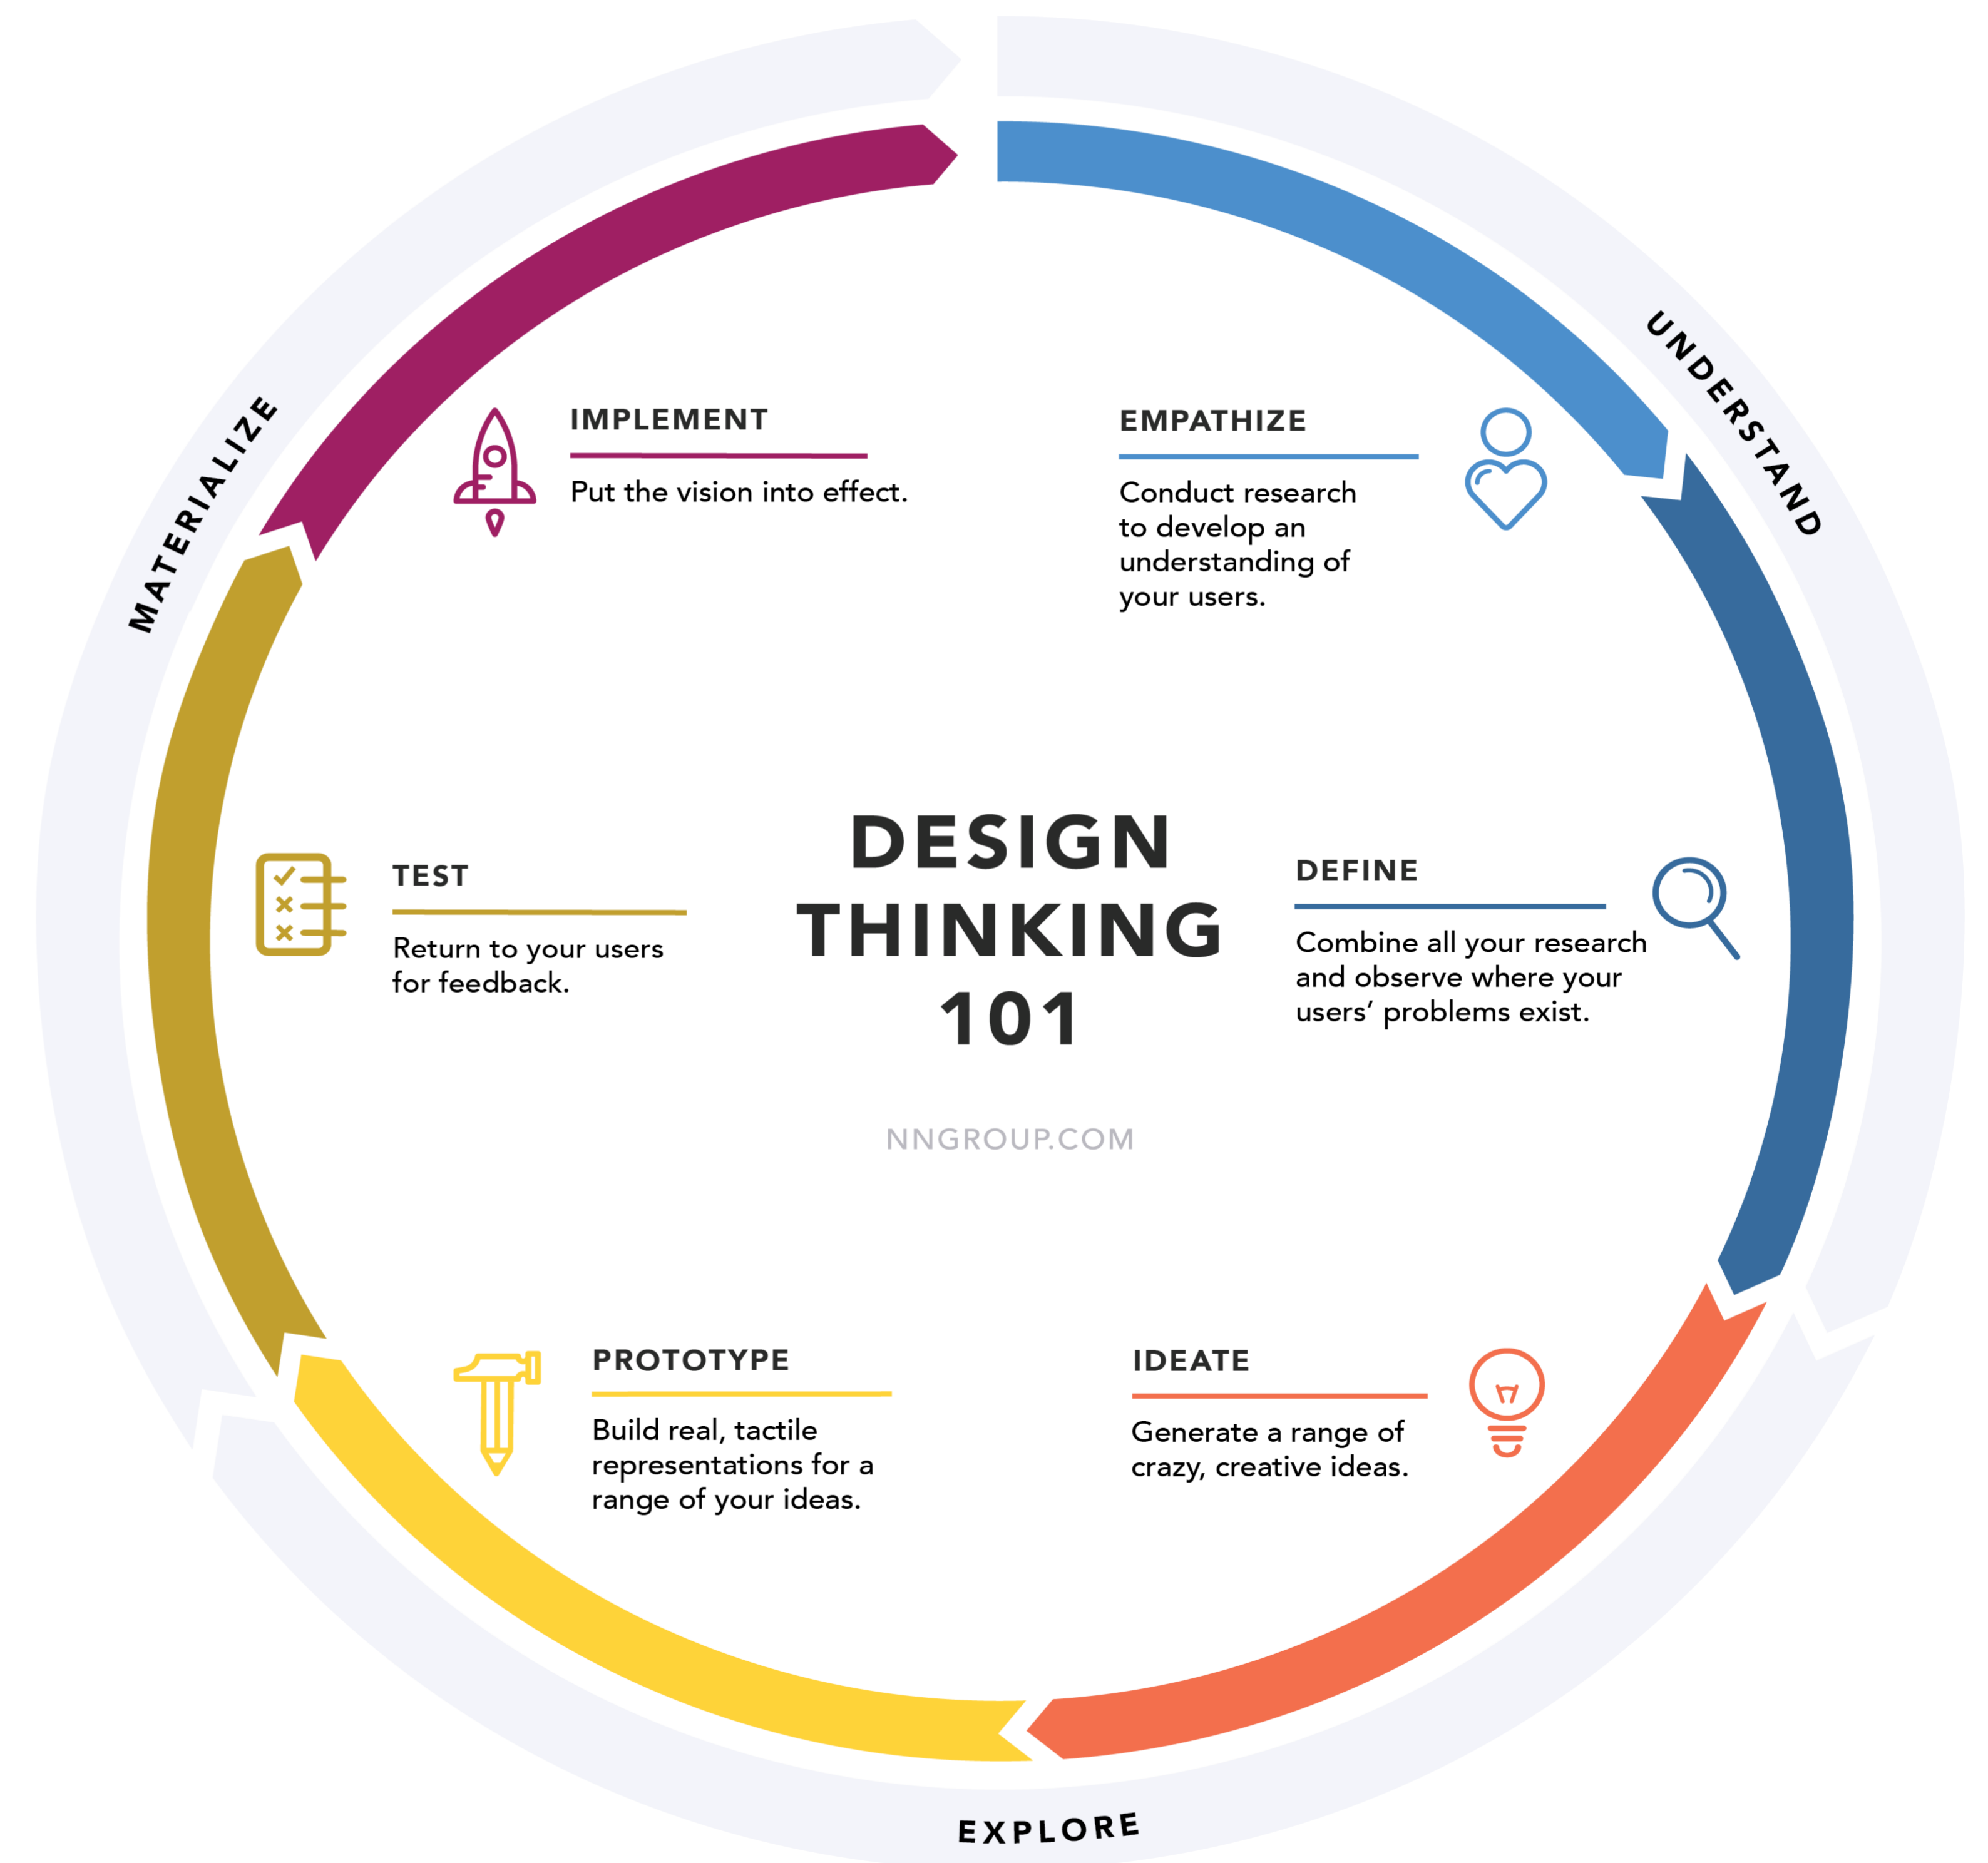 DESIGN
THINKING
101
NNGROUP.COM
UNDERSTAND
EMPATHIZE
Conduct research
to develop an
understanding of
your users.
DEFINE
Combine all your research
and observe where your
users’ problems exist.
EXPLORE
IDEATE
Generate a range of
crazy, creative ideas.
PROTOTYPE
Build real, tactile
representations for a
range of your ideas.
MATERIALIZE
TEST
Return to your users
for feedback.
IMPLEMENT
Put the vision into effect.